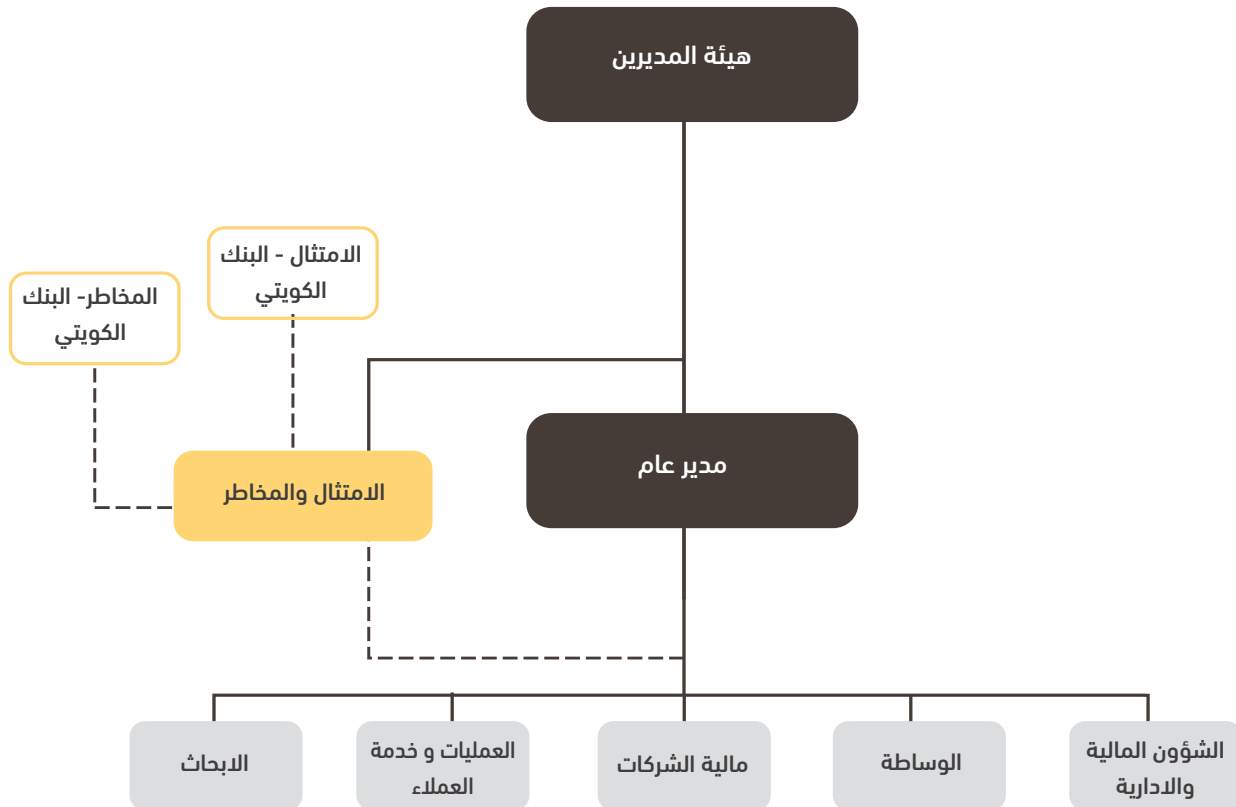 هيئة المديرين
الامتثال - البنك
الكويتي
المخاطر- البنك
الكويتي
مدير عام
الامتثال والمخاطر
الشؤون المالية
والادارية
الوساطة
مالية الشركات
العمليات و خدمة
العملاء
الابحاث